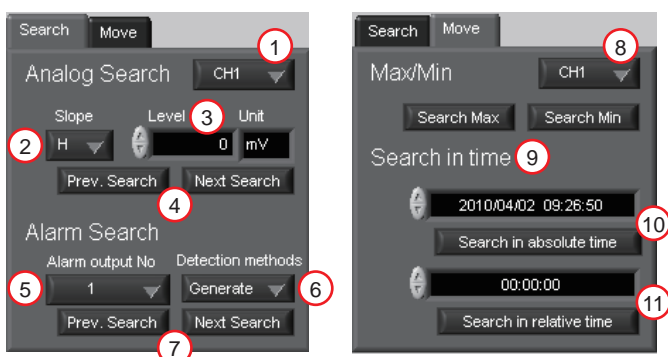 Search Move
1
Analog Search CH1
Slope Level 3 Unit
2 H 0 mV
Prev. Search Next Search
4
Alarm Search
Alarm output No Detection methods
5 1 Generate 6
Prev. Search Next Search
7
Search Move
8
Max/Min CH1
Search Max Search Min
Search in time 9
2010/04/02 09:26:50
10
Search in absolute time
00:00:00
11
Search in relative time